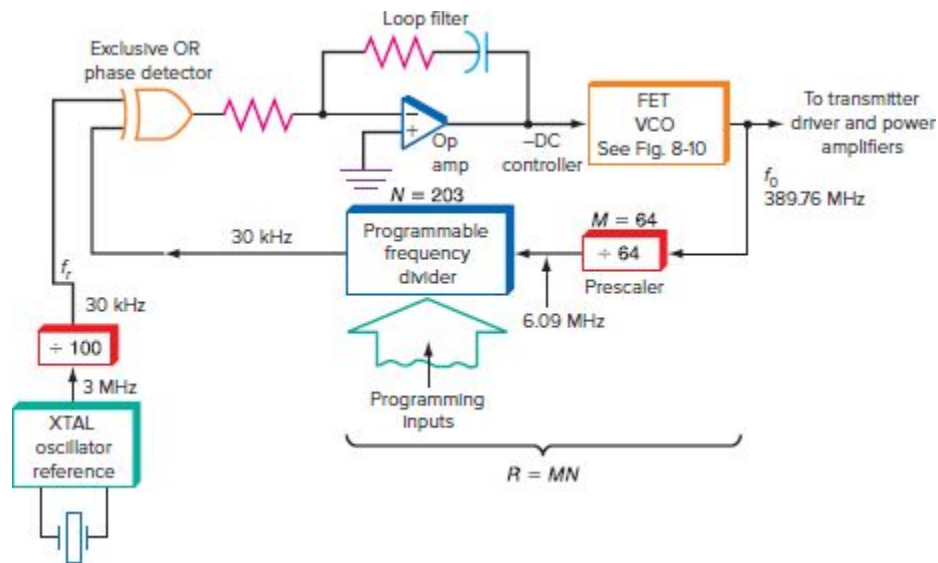 Loop filter
Exclusive OR
phase detector
Op
amp
–DC
controller
FET
VCO
See Fig. 8-10
To transmitter
driver and power
amplifiers
f₀
389.76 MHz
N = 203
Programmable
frequency
divider
30 kHz
M = 64
÷ 64
Prescaler
6.09 MHz
fᵣ
30 kHz
÷ 100
3 MHz
XTAL
oscillator
reference
Programming
inputs
R = MN
–
+